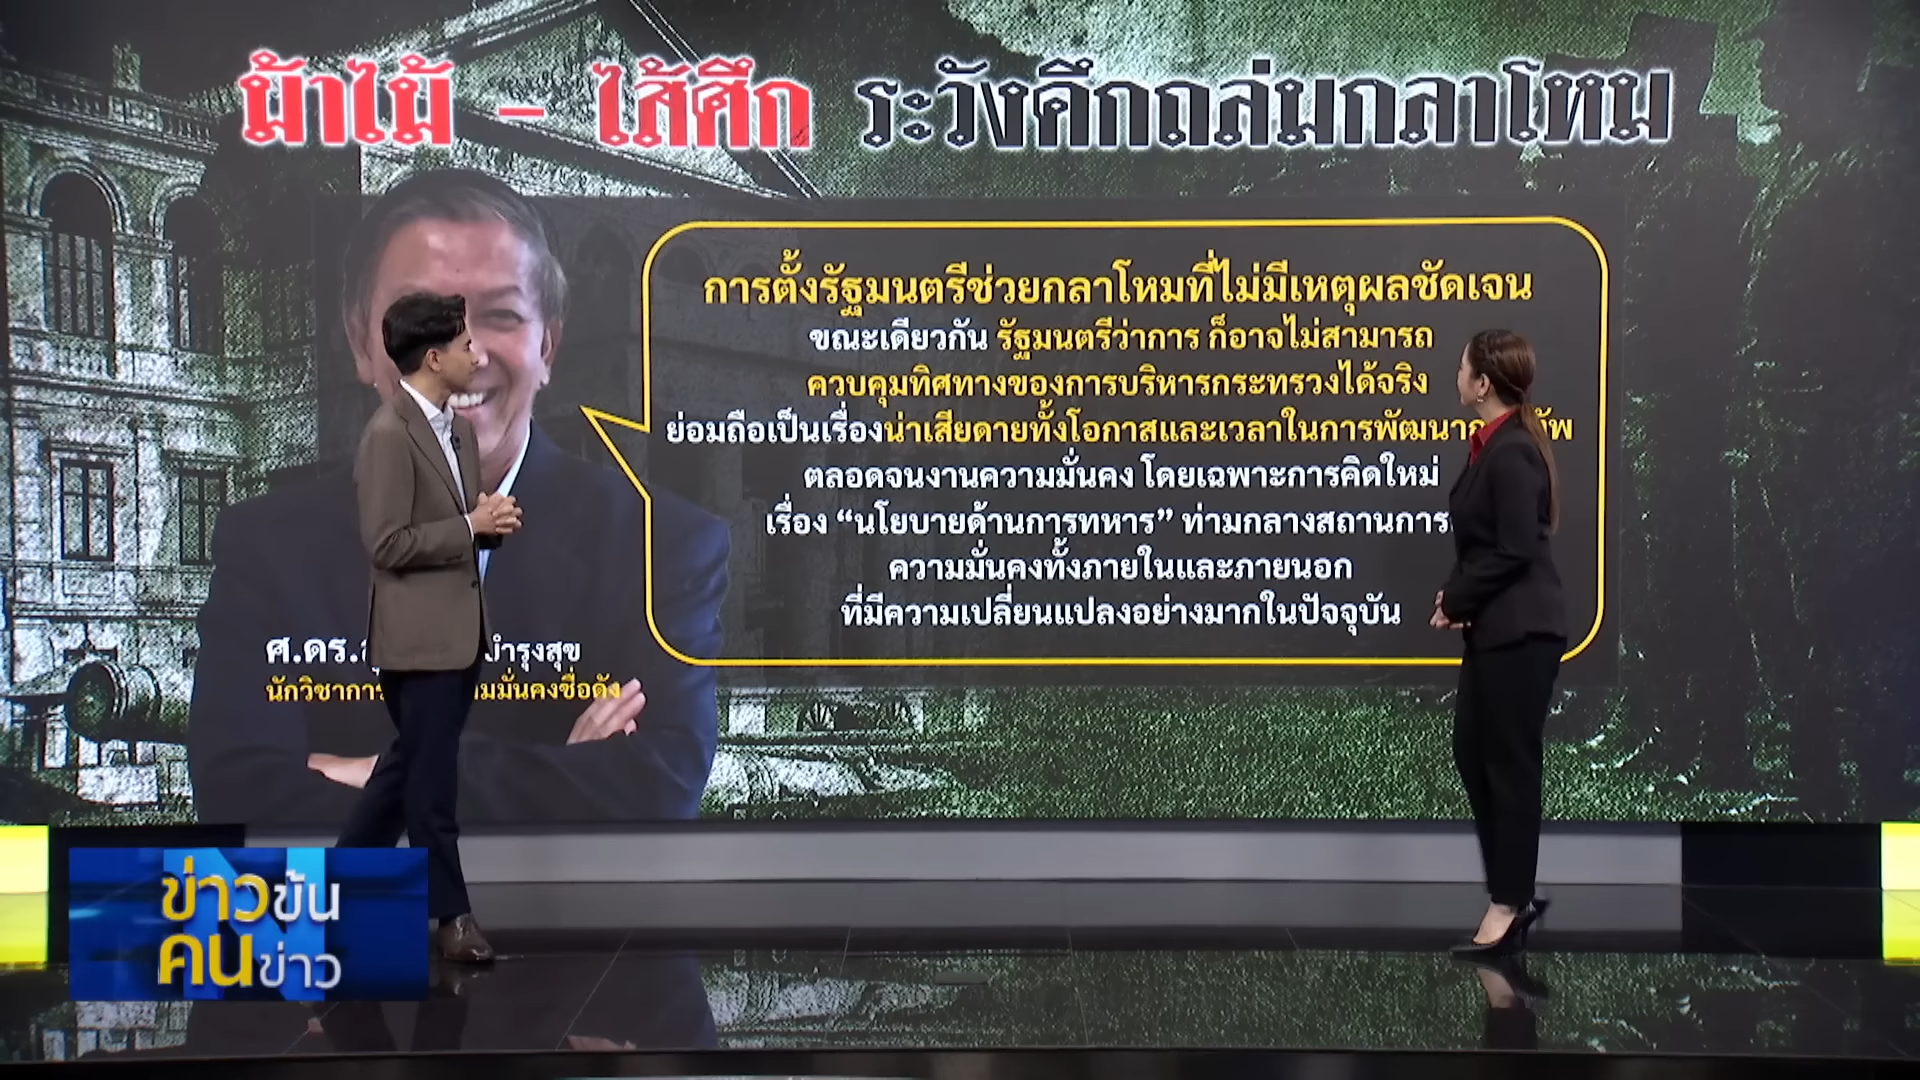 ม้าไม้ - ไส้ศึก ระวังศึกถล่มกลาโหม
การตั้งรัฐมนตรีช่วยกลาโหมที่ไม่มีเหตุผลชัดเจน
ขณะเดียวกัน รัฐมนตรีว่าการ ก็อาจไม่สามารถ
ควบคุมทิศทางของการบริหารกระทรวงได้จริง
ย่อมถือเป็นเรื่องน่าเสียดายทั้งโอกาสและเวลาในการพัฒนา
ตลอดจนงานความมั่นคง โดยเฉพาะการคิดใหม่
เรื่อง “นโยบายด้านการทหาร” ท่ามกลางสถานการ
ความมั่นคงทั้งภายในและภายนอก
ที่มีความเปลี่ยนแปลงอย่างมากในปัจจุบัน
ศ.ดร. บำรุงสุข
นักวิชาการ มั่นคงชื่อดัง
ข่าวข้น
คนข่าว